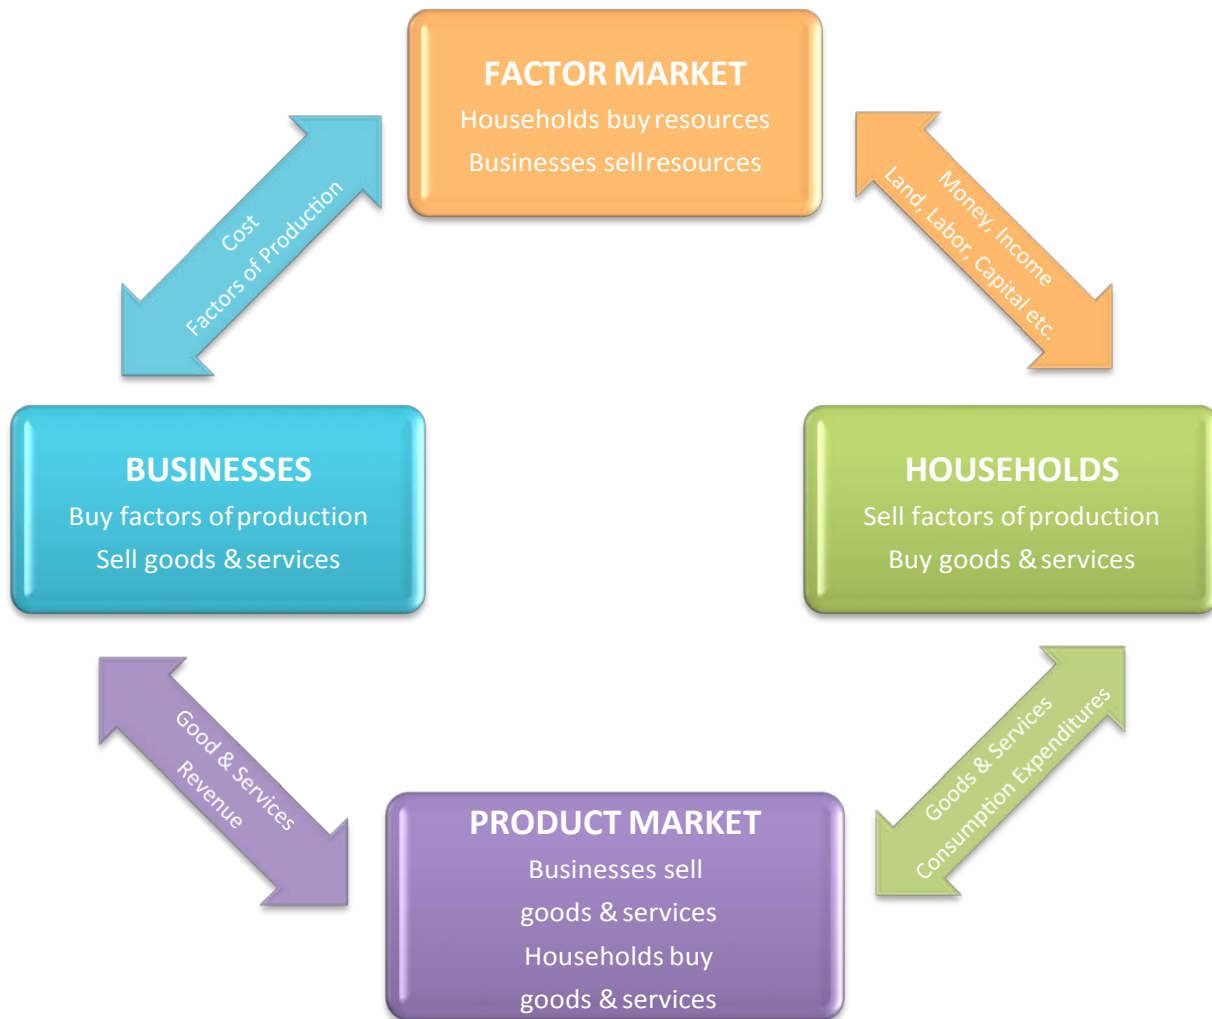 FACTOR MARKET
Households buy resources
Businesses sell resources
Cost
Factors of Production
Money, Income
Land, Labor, Capital etc.
BUSINESSES
Buy factors of production
Sell goods & services
HOUSEHOLDS
Sell factors of production
Buy goods & services
Good & Services
Revenue
Goods & Services
Consumption Expenditures
PRODUCT MARKET
Businesses sell
goods & services
Households buy
goods & services